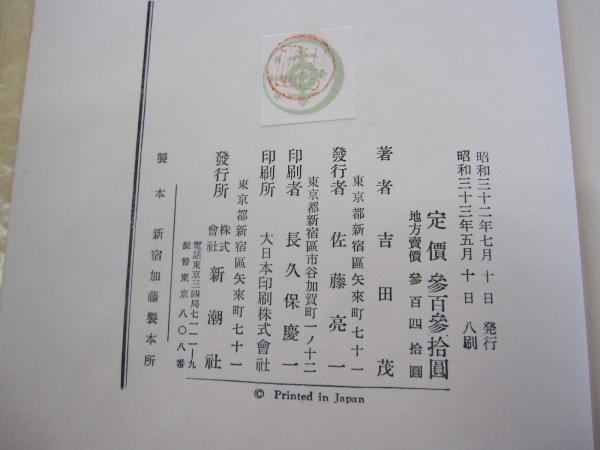 昭和三十二年七月十日 発行
昭和三十三年五月十日 八刷
定價 參百參拾圓
地方賣價 參百四拾圓
著者 吉田茂
東京都新宿區矢來町七十一
發行者 佐藤亮一
東京都新宿區市谷加賀町一ノ十二
印刷者 長久保慶一
印刷所 大日本印刷株式會社
東京都新宿區矢來町七十一
發行所 株式會社 新潮社
電話東京三四局七一一一―九
振替東京八〇八番
製本 新宿加藤製本所
© Printed in Japan